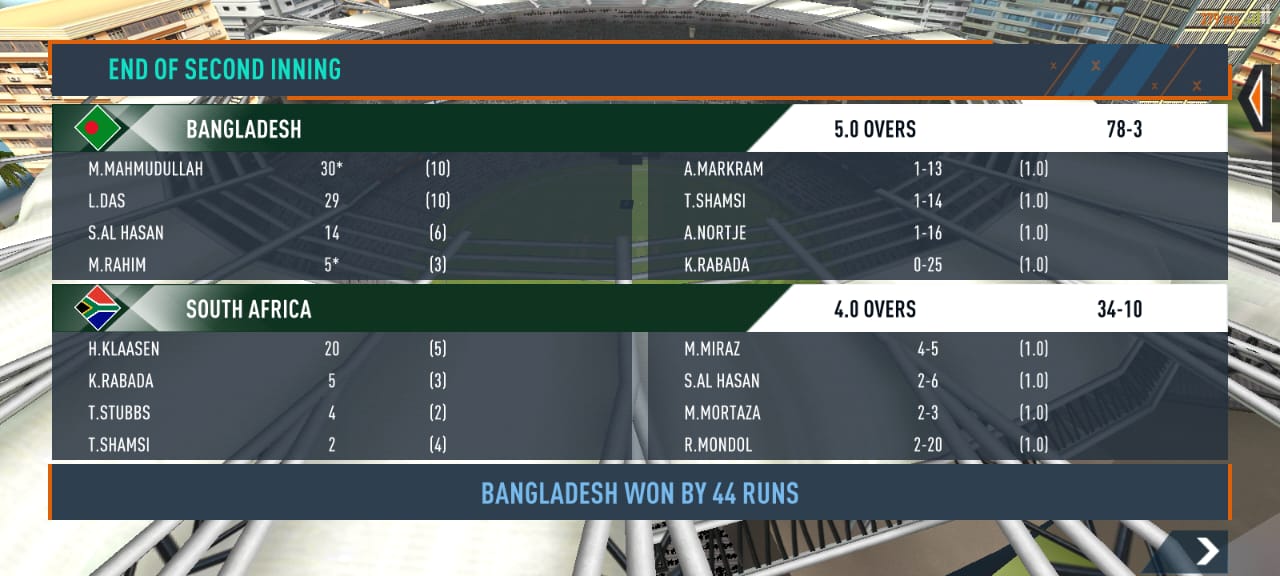 END OF SECOND INNING
BANGLADESH 5.0 OVERS 78-3
M.MAHMUDULLAH 30* (10) A.MARKRAM 1-13 (1.0)
L.DAS 29 (10) T.SHAMSI 1-14 (1.0)
S.AL HASAN 14 (6) A.NORTJE 1-16 (1.0)
M.RAHIM 5* (3) K.RABADA 0-25 (1.0)
SOUTH AFRICA 4.0 OVERS 34-10
H.KLAASEN 20 (5) M.MIRAZ 4-5 (1.0)
K.RABADA 5 (3) S.AL HASAN 2-6 (1.0)
T.STUBBS 4 (2) M.MORTAZA 2-3 (1.0)
T.SHAMSI 2 (4) R.MONDOL 2-20 (1.0)
BANGLADESH WON BY 44 RUNS